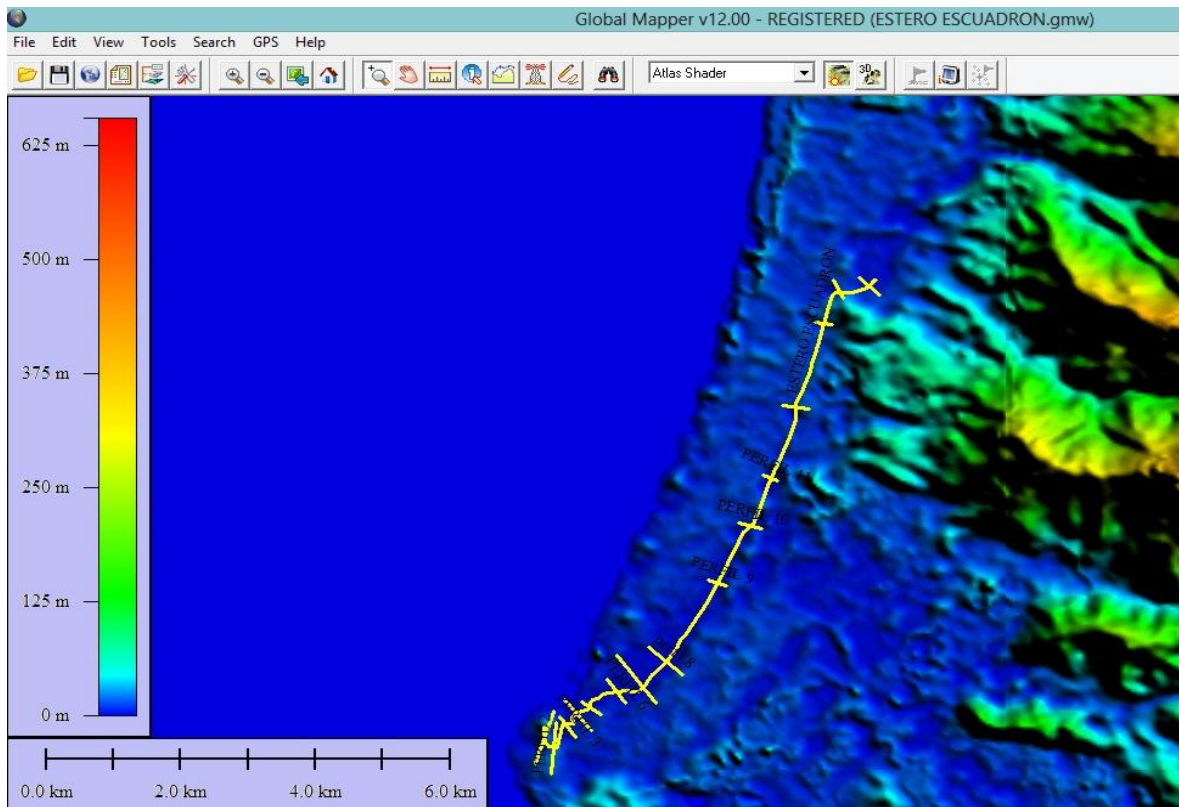 Global Mapper v12.00 - REGISTERED (ESTERO ESCUADRON.gmw)
File Edit View Tools Search GPS Help
Atlas Shader
3D
625 m
500 m
375 m
250 m
125 m
0 m
ESTERO ESCUADRON
PERFIL 11
PERFIL 10
PERFIL 9
0.0 km 2.0 km 4.0 km 6.0 km